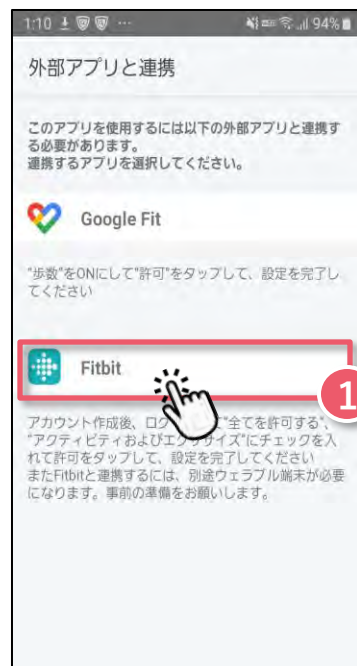 1:10 94%
外部アプリと連携
このアプリを使用するには以下の外部アプリと連携す
る必要があります。
連携するアプリを選択してください。
Google Fit
"歩数"をONにして"許可"をタップして、設定を完了し
てください
Fitbit
1
アカウント作成後、ログ て"全てを許可する"、
"アクティビティおよびエクササイズ"にチェックを入
れて許可をタップして、設定を完了してください
またFitbitと連携するには、別途ウェラブル端末が必要
になります。事前の準備をお願いします。